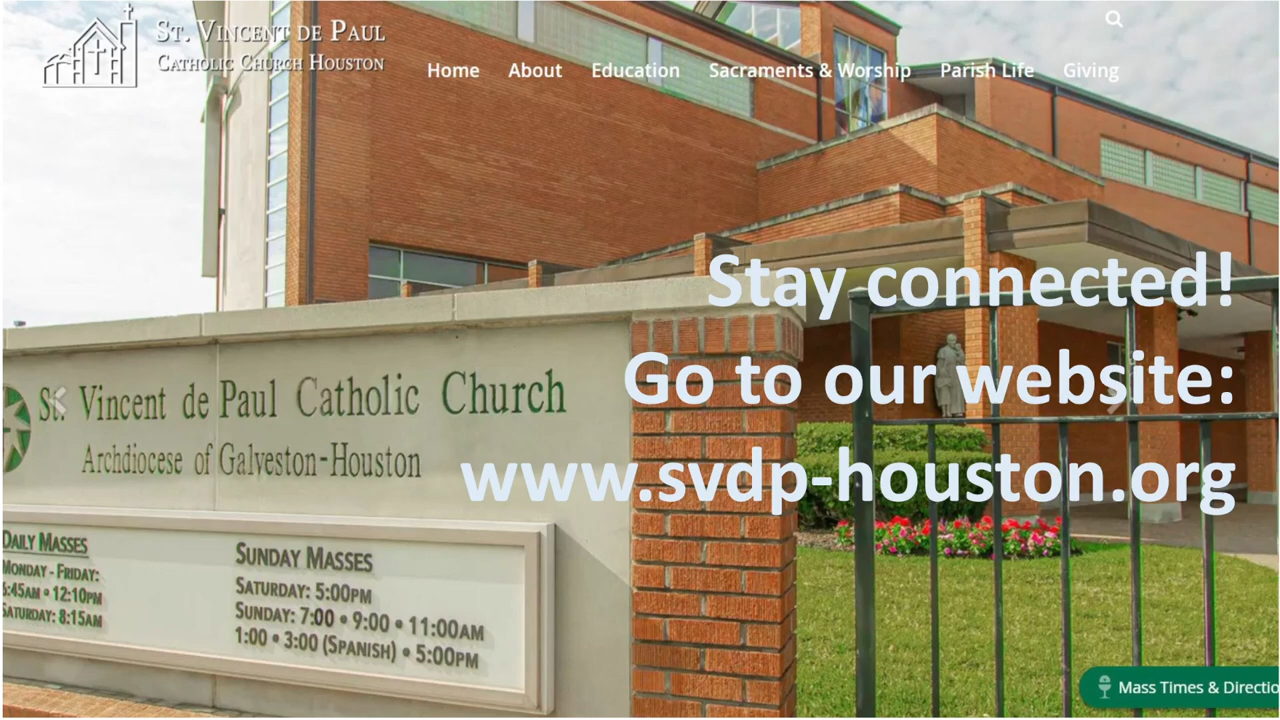 ST. VINCENT DE PAUL
CATHOLIC CHURCH HOUSTON
Home About Education Sacraments & Worship Parish Life Giving
Stay connected!
Go to our website:
www.svdp-houston.org
St. Vincent de Paul Catholic Church
Archdiocese of Galveston-Houston
DAILY MASSES
MONDAY - FRIDAY:
6:45AM • 12:10PM
SATURDAY: 8:15AM
SUNDAY MASSES
SATURDAY: 5:00PM
SUNDAY: 7:00 • 9:00 • 11:00AM
1:00 • 3:00 (SPANISH) • 5:00PM
Mass Times & Directio